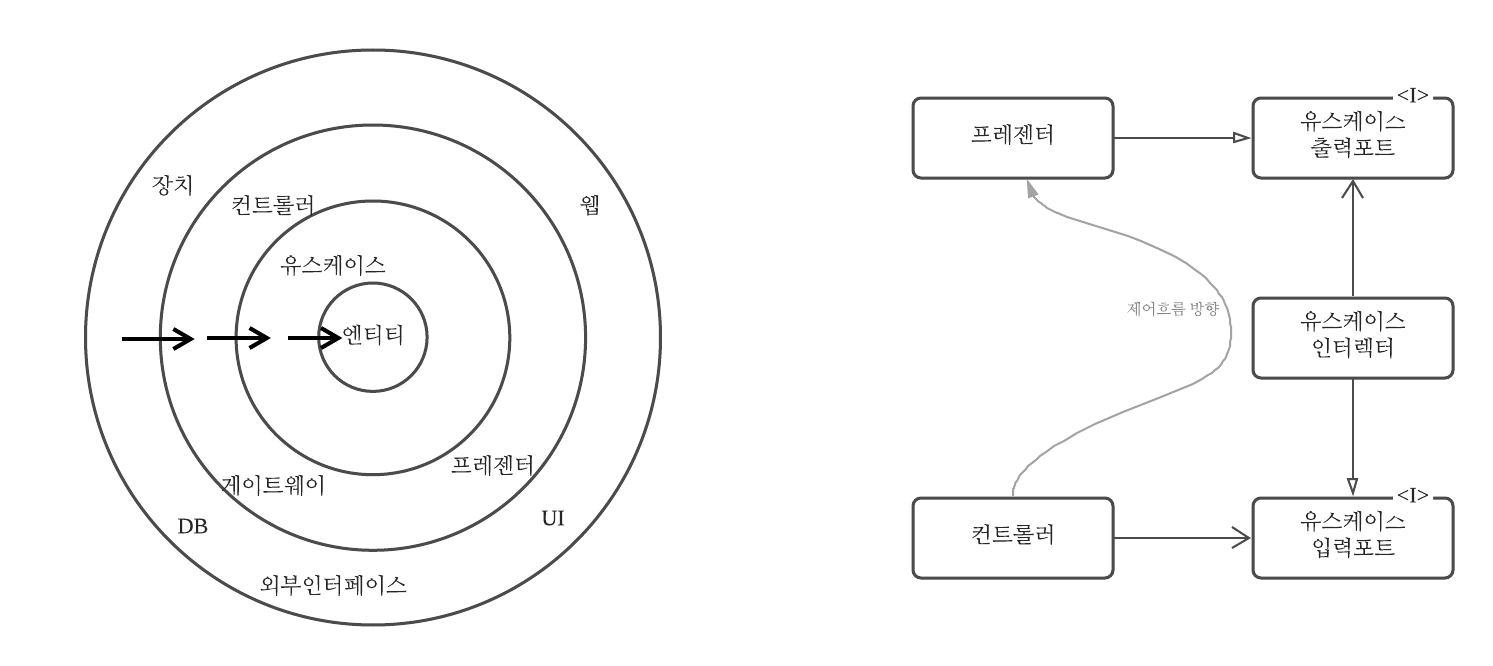 장치
컨트롤러
웹
유스케이스
엔티티
게이트웨이
프레젠터
DB
UI
외부인터페이스
프레젠터
<I>
유스케이스
출력포트
제어흐름 방향
유스케이스
인터렉터
컨트롤러
<I>
유스케이스
입력포트